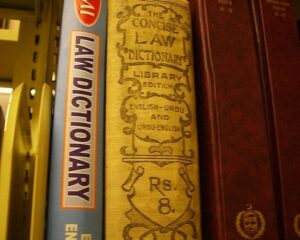 LAW DICTIONARY
THE
CONCISE
LAW
DICTIONARY
LIBRARY
EDITION
ENGLISH-URDU
AND
URDU-ENGLISH
Rs.
8.